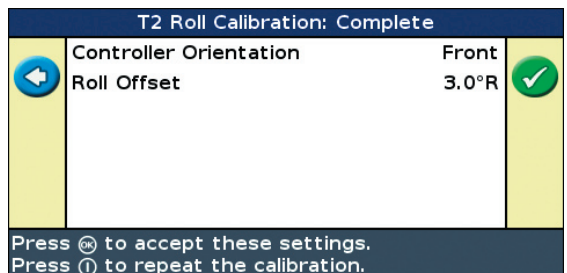 T2 Roll Calibration: Complete
Controller Orientation Front
Roll Offset 3.0°R
Press OK to accept these settings.
Press to repeat the calibration.